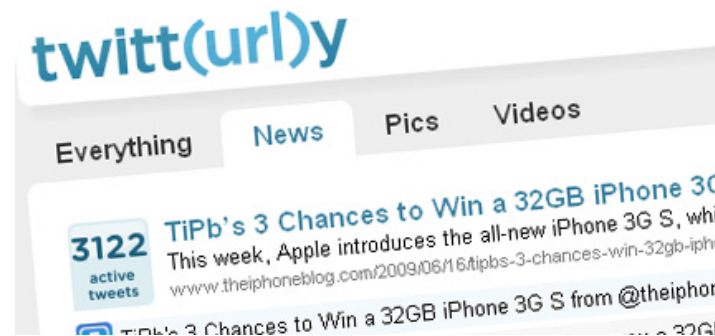 twitt(url)y
Everything News Pics Videos
TiPb's 3 Chances to Win a 32GB iPhone 3G
3122 This week, Apple introduces the all-new iPhone 3G S, whi
active www.theiphoneblog.com/2009/06/16/tipbs-3-chances-win-32gb-iph
tweets
TiPb's 3 Chances to Win a 32GB iPhone 3G S from @theiphon
a 32G